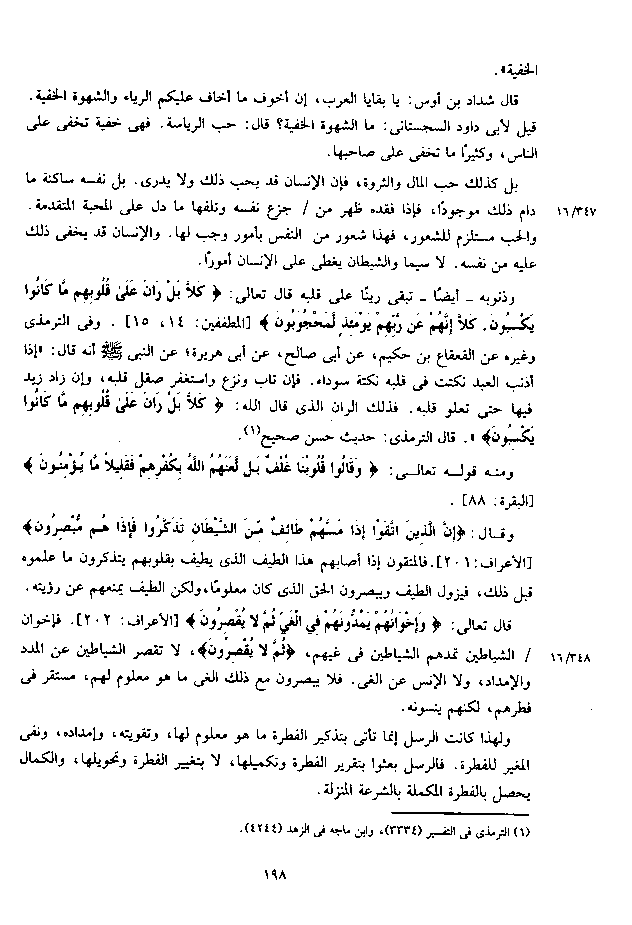 الخفية».
قال شداد بن أوس: يا بقايا العرب، إن أخوف ما أخاف عليكم الرياء والشهوة الخفية.
قيل لأبى داود السجستانى: ما الشهوة الخفية؟ قال: حب الرياسة. فهى خفية تخفى على
الناس، وكثيرًا ما تخفى على صاحبها.
بل كذلك حب المال والثروة، فإن الإنسان قد يحب ذلك ولا يدرى. بل نفسه ساكنة ما
١٦/٣٤٧ دام ذلك موجودًا، فإذا فقده ظهر من / جزع نفسه وتلفها ما دل على المحبة المتقدمة.
والحب مستلزم للشعور، فهذا شعور من النفس بأمور وجب لها. والإنسان قد يخفى ذلك
عليه من نفسه. لا سيما والشيطان يغطى على الإنسان أمورًا.
وذنوبه ـ أيضًا ـ تبقى رينًا على قلبه قال تعالى: ﴿ كَلاَّ بَلْ رَانَ عَلَىٰ قُلُوبِهِم مَّا كَانُوا
يَكْسِبُونَ. كَلاَّ إِنَّهُمْ عَن رَّبِّهِمْ يَوْمَئِذٍ لَّمَحْجُوبُونَ ﴾ [المطففين: ١٤، ١٥] . وفى الترمذى
وغيره عن القعقاع بن حكيم، عن أبى صالح، عن أبى هريرة؛ عن النبى ﷺ أنه قال: «إذا
أذنب العبد نكتت فى قلبه نكتة سوداء. فإن تاب ونزع واستغفر صقل قلبه، وإن زاد زيد
فيها حتى تعلو قلبه. فذلك الران الذى قال الله: ﴿ كَلاَّ بَلْ رَانَ عَلَىٰ قُلُوبِهِم مَّا كَانُوا
يَكْسِبُونَ﴾ ». قال الترمذى: حديث حسن صحيح(١).
ومنه قوله تعالى: ﴿ وَقَالُوا قُلُوبُنَا غُلْفٌ بَل لَّعَنَهُمُ اللَّهُ بِكُفْرِهِمْ فَقَلِيلاً مَّا يُؤْمِنُونَ ﴾
[البقرة: ٨٨] .
وقال: ﴿إِنَّ الَّذِينَ اتَّقَوْا إِذَا مَسَّهُمْ طَائِفٌ مِّنَ الشَّيْطَانِ تَذَكَّرُوا فَإِذَا هُم مُّبْصِرُونَ﴾
[الأعراف: ٢٠١]. فالمتقون إذا أصابهم هذا الطيف الذى يطيف بقلوبهم يتذكرون ما علموه
قبل ذلك، فيزول الطيف ويبصرون الحق الذى كان معلومًا، ولكن الطيف يمنعهم عن رؤيته.
قال تعالى: ﴿ وَإِخْوَانُهُمْ يَمُدُّونَهُمْ فِي الْغَيِّ ثُمَّ لا يُقْصِرُونَ ﴾ [الأعراف: ٢٠٢]. فإخوان
١٦/٣٤٨ / الشياطين تمدهم الشياطين فى غيهم، ﴿ثُمَّ لا يُقْصِرُونَ﴾، لا تقصر الشياطين عن المدد
والإمداد، ولا الإنس عن الغى. فلا يبصرون مع ذلك الغى ما هو معلوم لهم، مستقر فى
فطرهم، لكنهم ينسونه.
ولهذا كانت الرسل إنما تأتى بتذكير الفطرة ما هو معلوم لها، وتقويته، وإمداده، ونفى
المغير للفطرة. فالرسل بعثوا بتقرير الفطرة وتكميلها، لا بتغيير الفطرة وتحويلها، والكمال
يحصل بالفطرة المكملة بالشرعة المنزلة.
(١) الترمذى فى التفسير (٣٣٣٤)، وابن ماجه فى الزهد (٤٢٤٤).
١٩٨